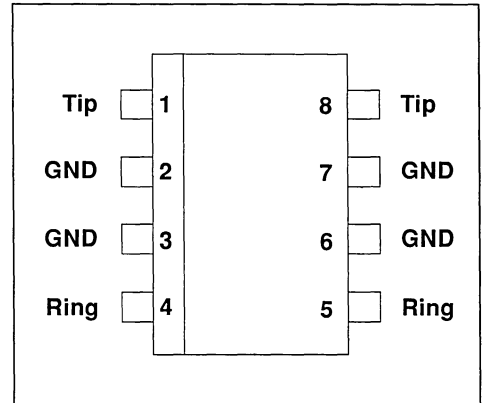 Tip 1 8 Tip
GND 2 7 GND
GND 3 6 GND
Ring 4 5 Ring